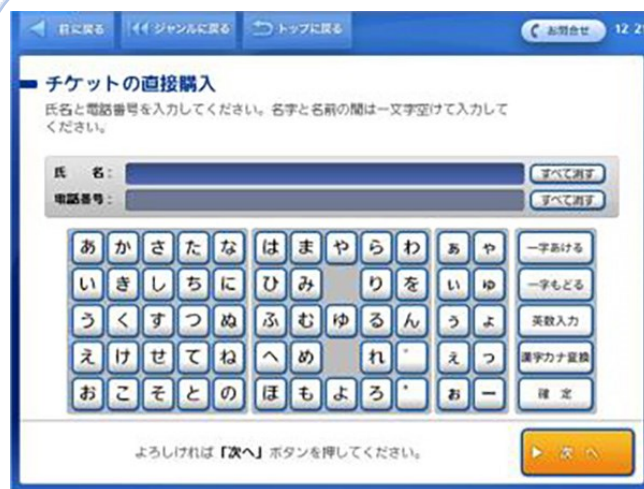 前に戻る ジャンルに戻る トップに戻る お問合せ 12 2
チケットの直接購入
氏名と電話番号を入力してください。名字と名前の間は一文字空けて入力して
ください。
氏 名: すべて消す
電話番号: すべて消す
あ か さ た な は ま や ら わ ぁ ゃ 一字あける
い き し ち に ひ み り を ぃ ゅ 一字もどる
う く す つ ぬ ふ む ゆ る ん ぅ ょ 英数入力
え け せ て ね へ め れ ゛ ぇ っ 漢字カナ変換
お こ そ と の ほ も よ ろ ゜ ぉ ー 確 定
よろしければ「次へ」ボタンを押してください。 次 へ